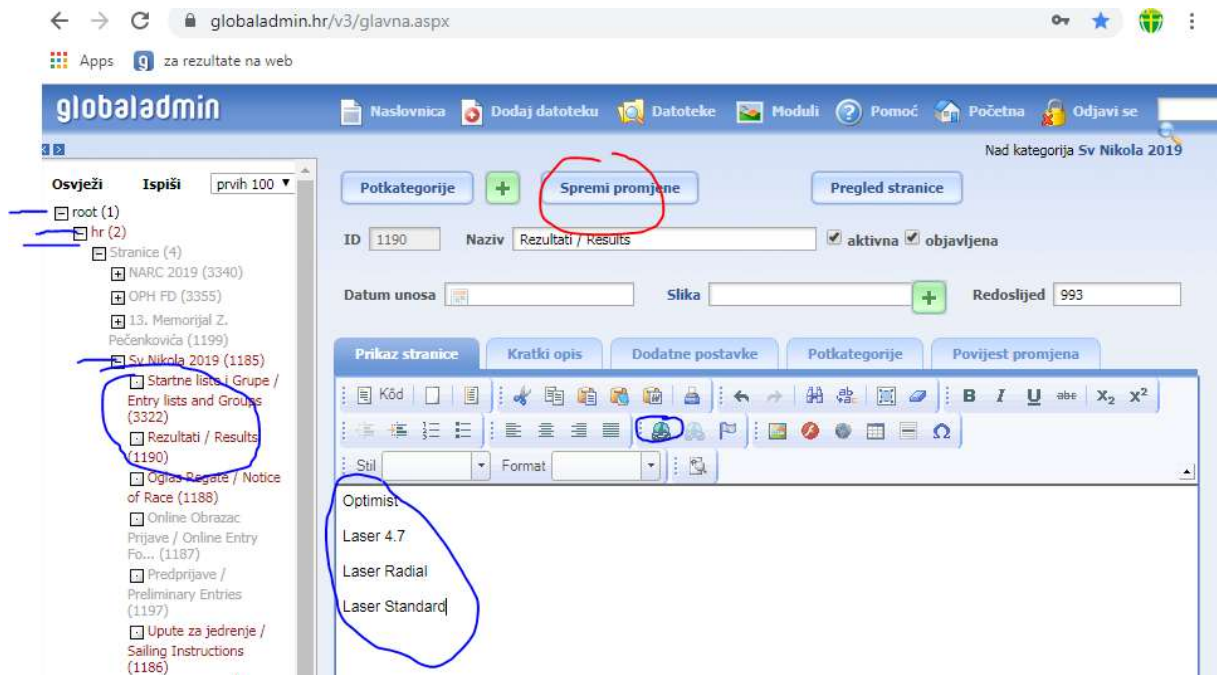 globaladmin.hr/v3/glavna.aspx
Apps g za rezultate na web
globaladmin Naslovnica Dodaj datoteku Datoteke Moduli Pomoć Početna Odjavi se
Nad kategorija Sv Nikola 2019
Osvježi Ispiši prvih 100
Potkategorije + Spremi promjene Pregled stranice
root (1)
hr (2)
Stranice (4)
NARC 2019 (3340)
OPH FD (3355)
13. Memorijal Z.
Pečenkovića (1199)
Sv Nikola 2019 (1185)
Startne liste i Grupe /
Entry lists and Groups
(3322)
Rezultati / Results
(1190)
Oglas Regate / Notice
of Race (1188)
Online Obrazac
Prijave / Online Entry
Fo... (1187)
Predprijave /
Preliminary Entries
(1197)
Upute za jedrenje /
Sailing Instructions
(1186)
ID 1190 Naziv Rezultati / Results aktivna objavljena
Datum unosa Slika + Redoslijed 993
Prikaz stranice Kratki opis Dodatne postavke Potkategorije Povijest promjena
Kôd B I U abe X₂ X²
Stil Format
Optimist
Laser 4.7
Laser Radial
Laser Standard